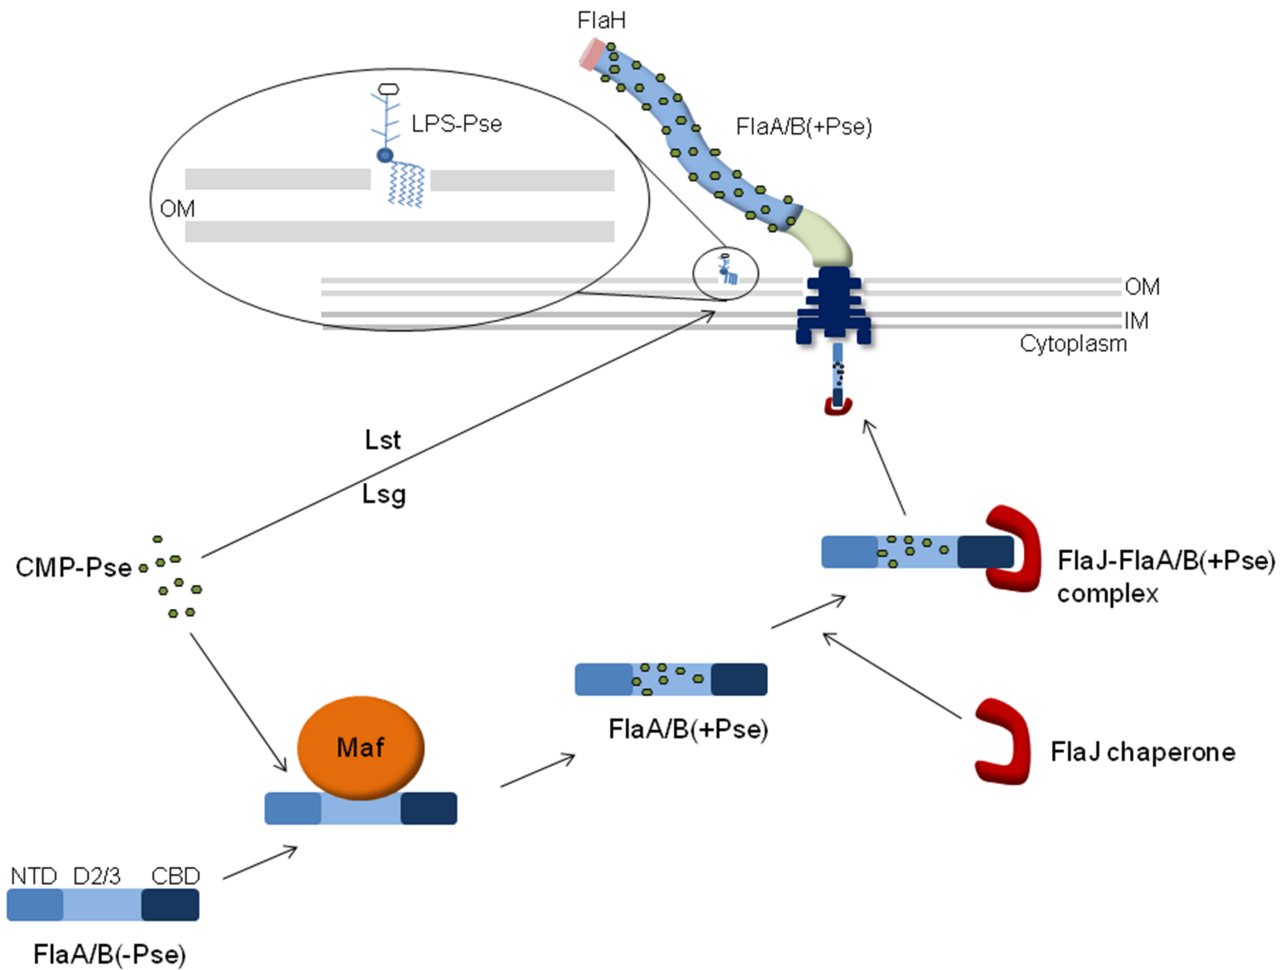 FlaH
LPS-Pse
FlaA/B(+Pse)
OM
OM
IM
Cytoplasm
Lst
Lsg
CMP-Pse
FlaJ-FlaA/B(+Pse)
complex
Maf
FlaA/B(+Pse)
FlaJ chaperone
NTD D2/3 CBD
FlaA/B(-Pse)